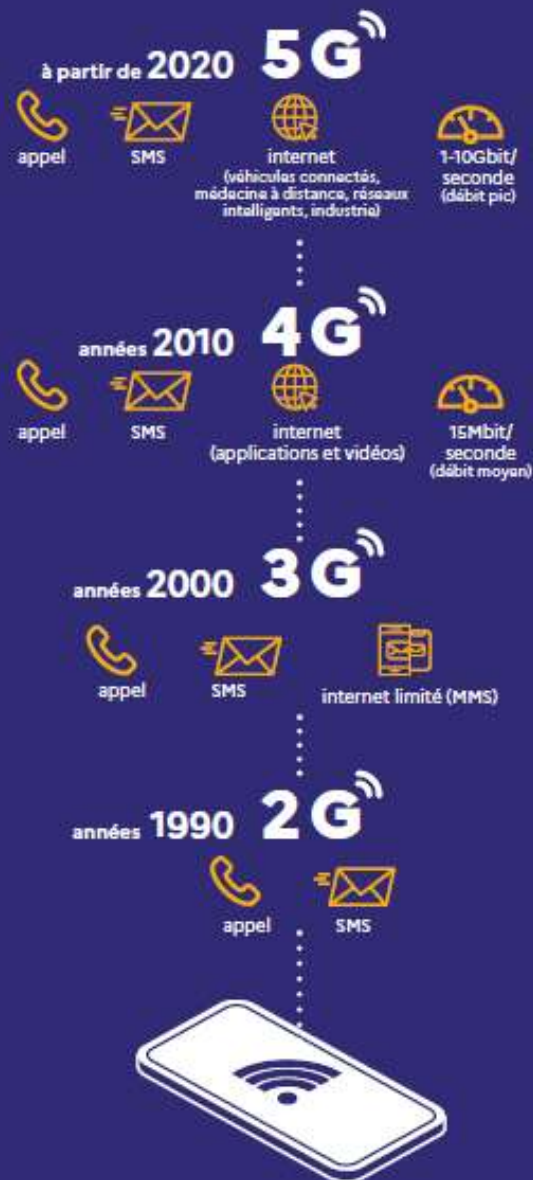 à partir de 2020 5G
appel
SMS
internet
(véhicules connectés,
médecine à distance, réseaux
intelligents, industrie)
1-10Gbit/
seconde
(débit pic)
années 2010 4G
appel
SMS
internet
(applications et vidéos)
15Mbit/
seconde
(débit moyen)
années 2000 3G
appel
SMS
internet limité (MMS)
années 1990 2G
appel
SMS